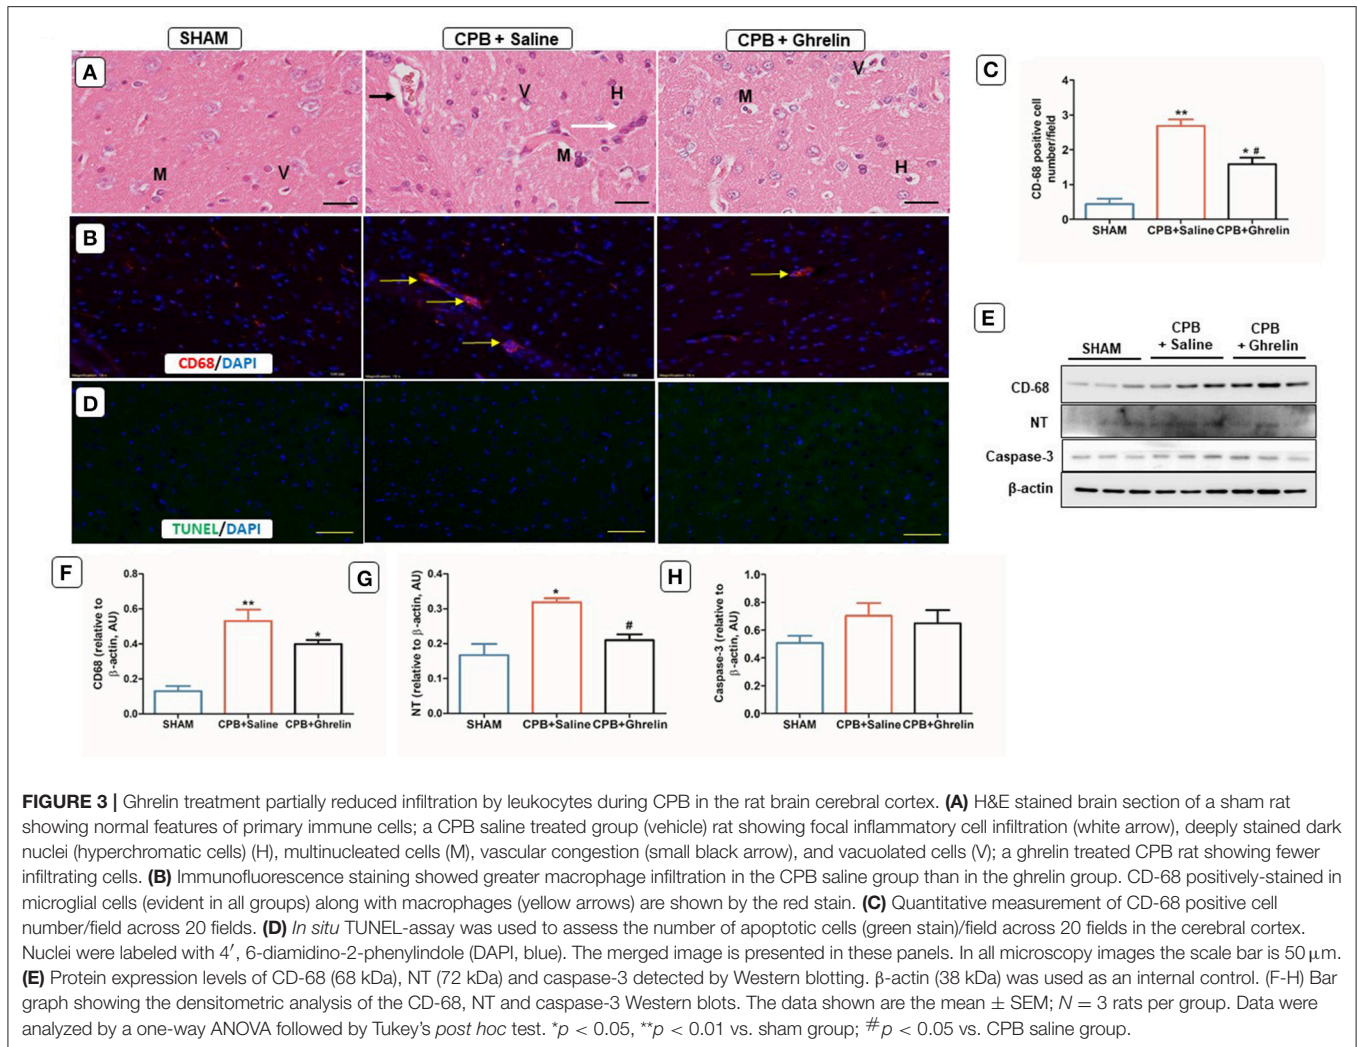 SHAM
CPB + Saline
CPB + Ghrelin
A
M
V
V
H
M
V
M
H
B
CD68/DAPI
D
TUNEL/DAPI
C
CD-68 positive cell
number/field
4
3
2
1
0
**
* #
SHAM
CPB+Saline
CPB+Ghrelin
E
SHAM
CPB
+ Saline
CPB
+ Ghrelin
CD-68
NT
Caspase-3
β-actin
F
CD68 (relative to
β-actin, AU)
0.8
0.6
0.4
0.2
0.0
**
*
SHAM
CPB+Saline
CPB+Ghrelin
G
NT (relative to β-actin, AU)
0.4
0.3
0.2
0.1
0.0
*
#
SHAM
CPB+Saline
CPB+Ghrelin
H
Caspase-3 (relative to
β-actin, AU)
1.0
0.8
0.6
0.4
0.2
0.0
SHAM
CPB+Saline
CPB+Ghrelin
FIGURE 3 | Ghrelin treatment partially reduced infiltration by leukocytes during CPB in the rat brain cerebral cortex. (A) H&E stained brain section of a sham rat
showing normal features of primary immune cells; a CPB saline treated group (vehicle) rat showing focal inflammatory cell infiltration (white arrow), deeply stained dark
nuclei (hyperchromatic cells) (H), multinucleated cells (M), vascular congestion (small black arrow), and vacuolated cells (V); a ghrelin treated CPB rat showing fewer
infiltrating cells. (B) Immunofluorescence staining showed greater macrophage infiltration in the CPB saline group than in the ghrelin group. CD-68 positively-stained in
microglial cells (evident in all groups) along with macrophages (yellow arrows) are shown by the red stain. (C) Quantitative measurement of CD-68 positive cell
number/field across 20 fields. (D) In situ TUNEL-assay was used to assess the number of apoptotic cells (green stain)/field across 20 fields in the cerebral cortex.
Nuclei were labeled with 4′, 6-diamidino-2-phenylindole (DAPI, blue). The merged image is presented in these panels. In all microscopy images the scale bar is 50 μm.
(E) Protein expression levels of CD-68 (68 kDa), NT (72 kDa) and caspase-3 detected by Western blotting. β-actin (38 kDa) was used as an internal control. (F-H) Bar
graph showing the densitometric analysis of the CD-68, NT and caspase-3 Western blots. The data shown are the mean ± SEM; N = 3 rats per group. Data were
analyzed by a one-way ANOVA followed by Tukey's post hoc test. *p < 0.05, **p < 0.01 vs. sham group; #p < 0.05 vs. CPB saline group.